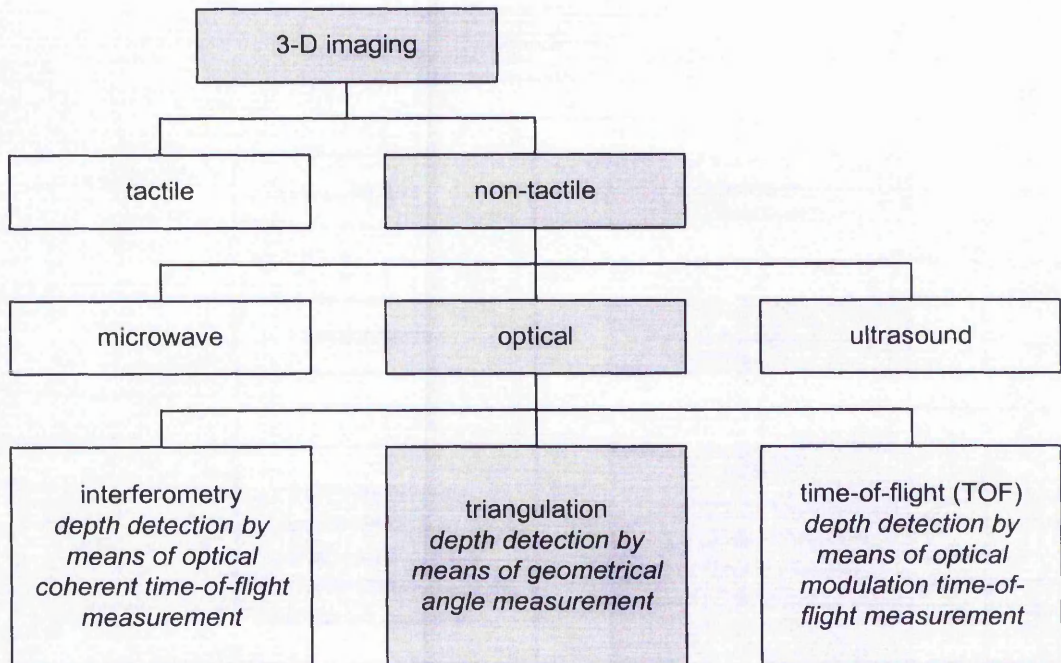 3-D imaging
tactile
non-tactile
microwave
optical
ultrasound
interferometry
depth detection by
means of optical
coherent time-of-flight
measurement
triangulation
depth detection by
means of geometrical
angle measurement
time-of-flight (TOF)
depth detection by
means of optical
modulation time-of-
flight measurement